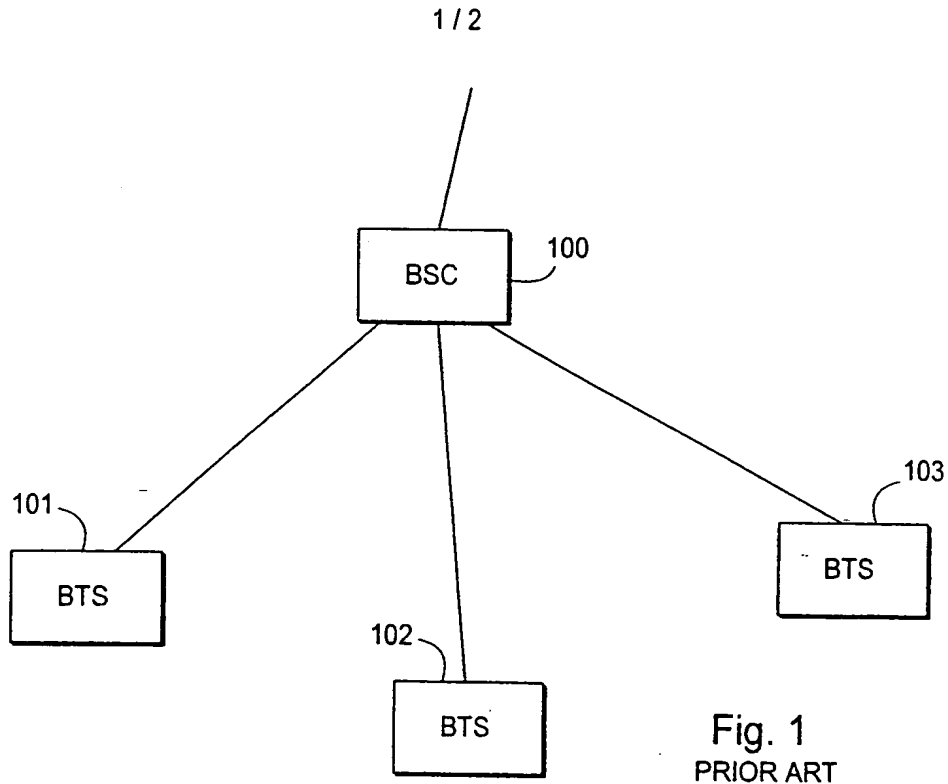 1 / 2
BSC
100
101
BTS
102
BTS
103
BTS
Fig. 1
PRIOR ART